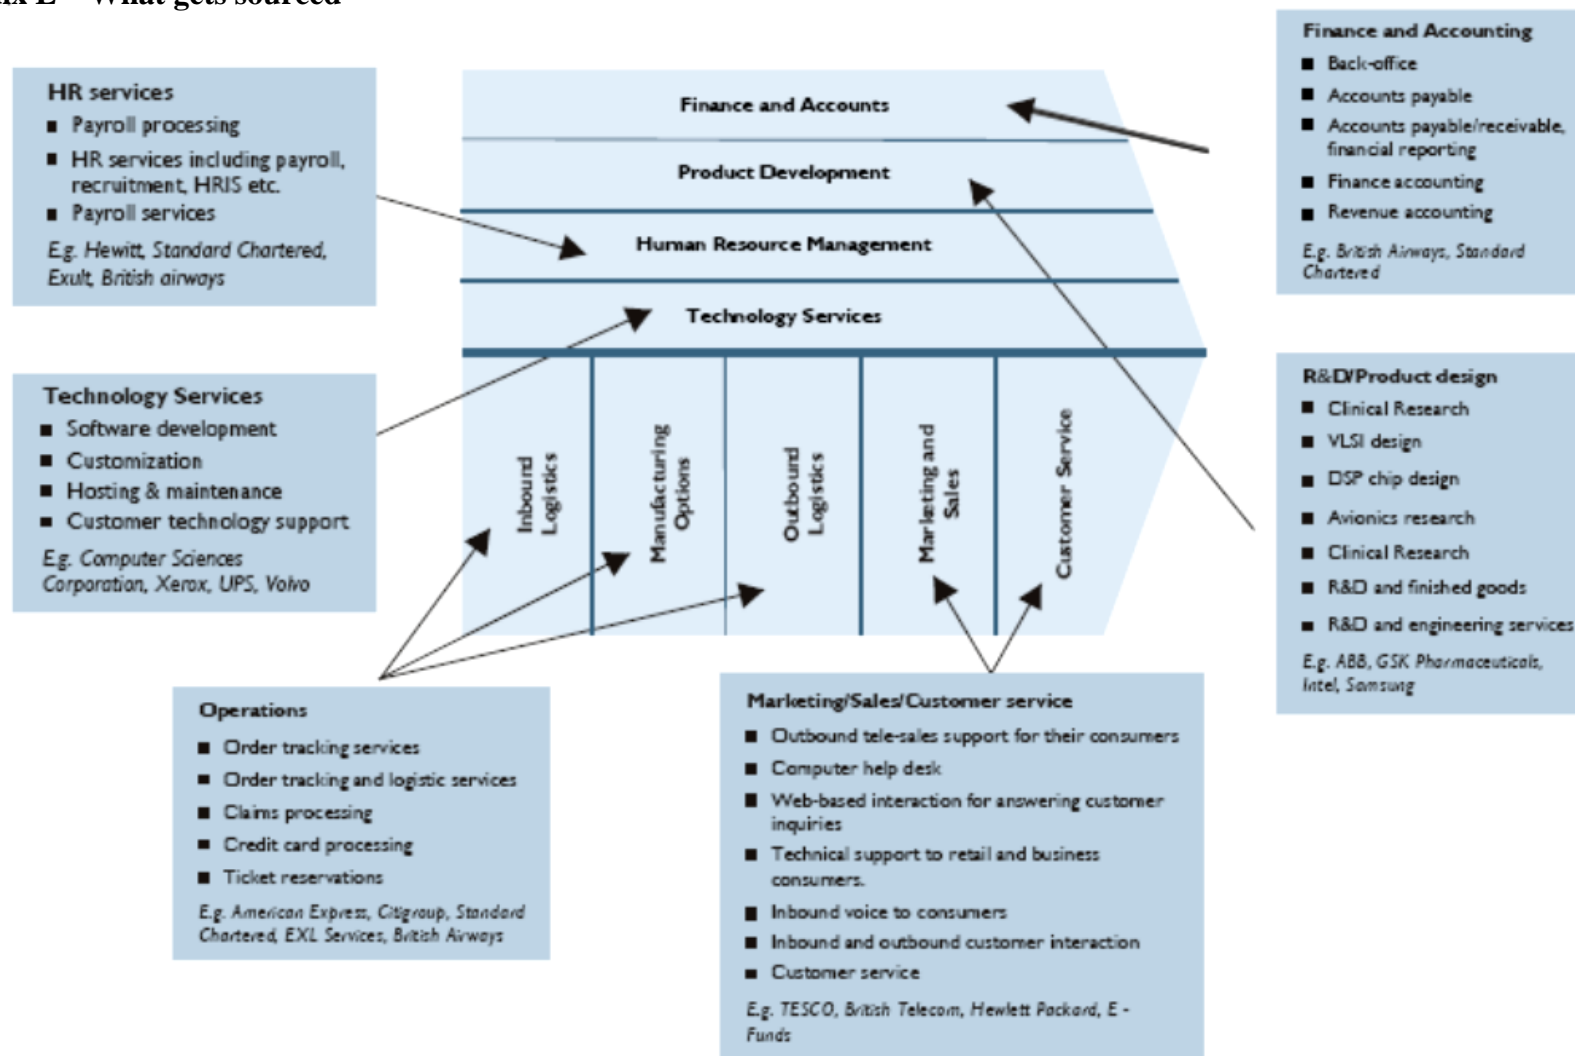 What gets sourced
HR services
■ Payroll processing
■ HR services including payroll,
recruitment, HRIS etc.
■ Payroll services
E.g. Hewitt, Standard Chartered,
Exult, British airways
Technology Services
■ Software development
■ Customization
■ Hosting & maintenance
■ Customer technology support
E.g. Computer Sciences
Corporation, Xerox, UPS, Volvo
Finance and Accounts
Product Development
Human Resource Management
Technology Services
Inbound
Logistics
Manufacturing
Options
Outbound
Logistics
Marketing and
Sales
Customer Service
Finance and Accounting
■ Back-office
■ Accounts payable
■ Accounts payable/receivable,
financial reporting
■ Finance accounting
■ Revenue accounting
E.g. British Airways, Standard
Chartered
R&D/Product design
■ Clinical Research
■ VLSI design
■ DSP chip design
■ Avionics research
■ Clinical Research
■ R&D and finished goods
■ R&D and engineering services
E.g. ABB, GSK Pharmaceuticals,
Intel, Samsung
Operations
■ Order tracking services
■ Order tracking and logistic services
■ Claims processing
■ Credit card processing
■ Ticket reservations
E.g. American Express, Citigroup, Standard
Chartered, EXL Services, British Airways
Marketing/Sales/Customer service
■ Outbound tele-sales support for their consumers
■ Computer help desk
■ Web-based interaction for answering customer
inquiries
■ Technical support to retail and business
consumers.
■ Inbound voice to consumers
■ Inbound and outbound customer interaction
■ Customer service
E.g. TESCO, British Telecom, Hewlett Packard, E -
Funds